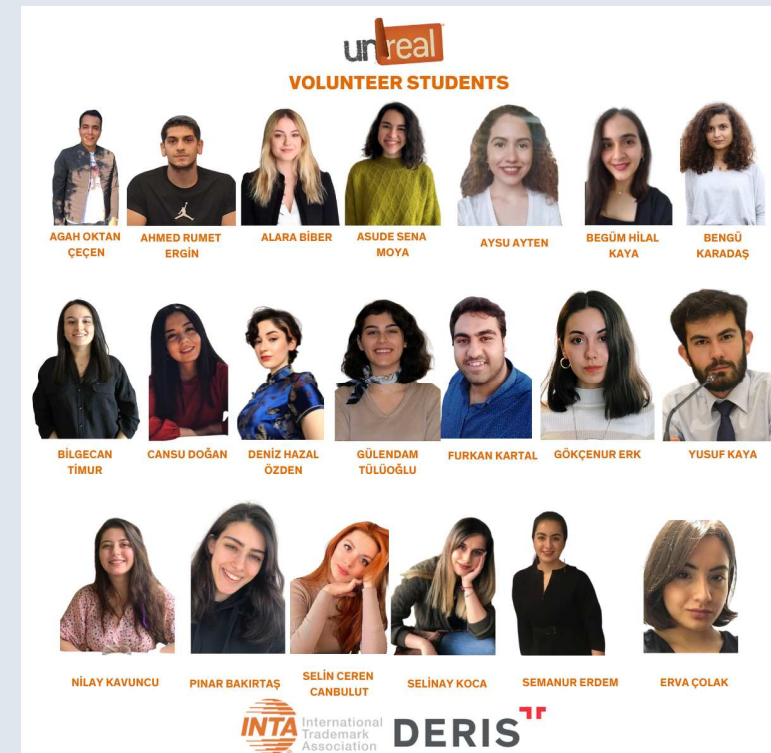 unreal
VOLUNTEER STUDENTS
AGAH OKTAN
ÇEÇEN
AHMED RUMET
ERGİN
ALARA BİBER
ASUDE SENA
MOYA
AYSU AYTEN
BEGÜM HİLAL
KAYA
BENGÜ
KARADAŞ
BİLGECAN
TİMUR
CANSU DOĞAN
DENİZ HAZAL
ÖZDEN
GÜLENDAM
TÜLÜOĞLU
FURKAN KARTAL
GÖKÇENUR ERK
YUSUF KAYA
NİLAY KAVUNCU
PINAR BAKIRTAŞ
SELİN CEREN
CANBULUT
SELİNAY KOCA
SEMANUR ERDEM
ERVA ÇOLAK
INTA
International
Trademark
Association
DERIS